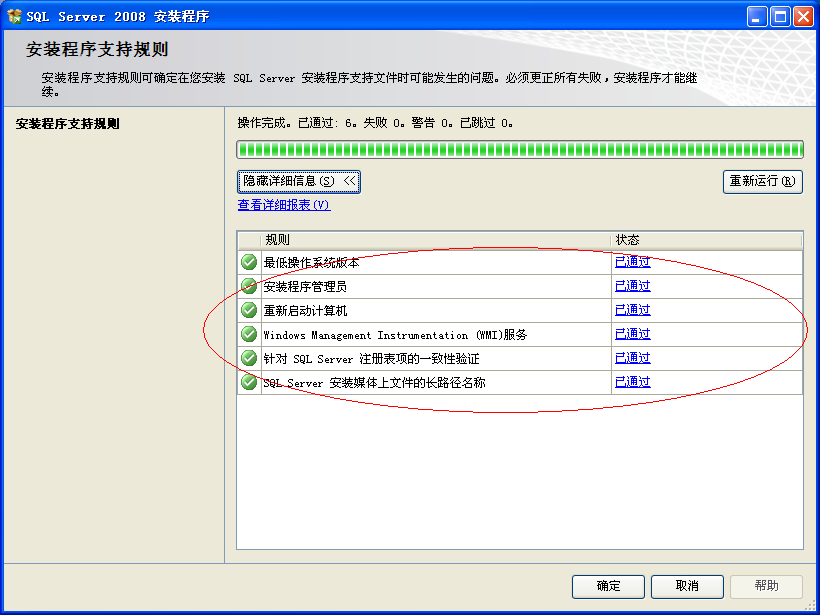 SQL Server 2008 安装程序
安装程序支持规则
安装程序支持规则可确定在您安装 SQL Server 安装程序支持文件时可能发生的问题。必须更正所有失败，安装程序才能继
续。
安装程序支持规则
操作完成。已通过: 6。失败 0。警告 0。已跳过 0。
隐藏详细信息(S) <<
重新运行(R)
查看详细报表(V)
规则 状态
最低操作系统版本 已通过
安装程序管理员 已通过
重新启动计算机 已通过
Windows Management Instrumentation (WMI)服务 已通过
针对 SQL Server 注册表项的一致性验证 已通过
SQL Server 安装媒体上文件的长路径名称 已通过
确定 取消 帮助